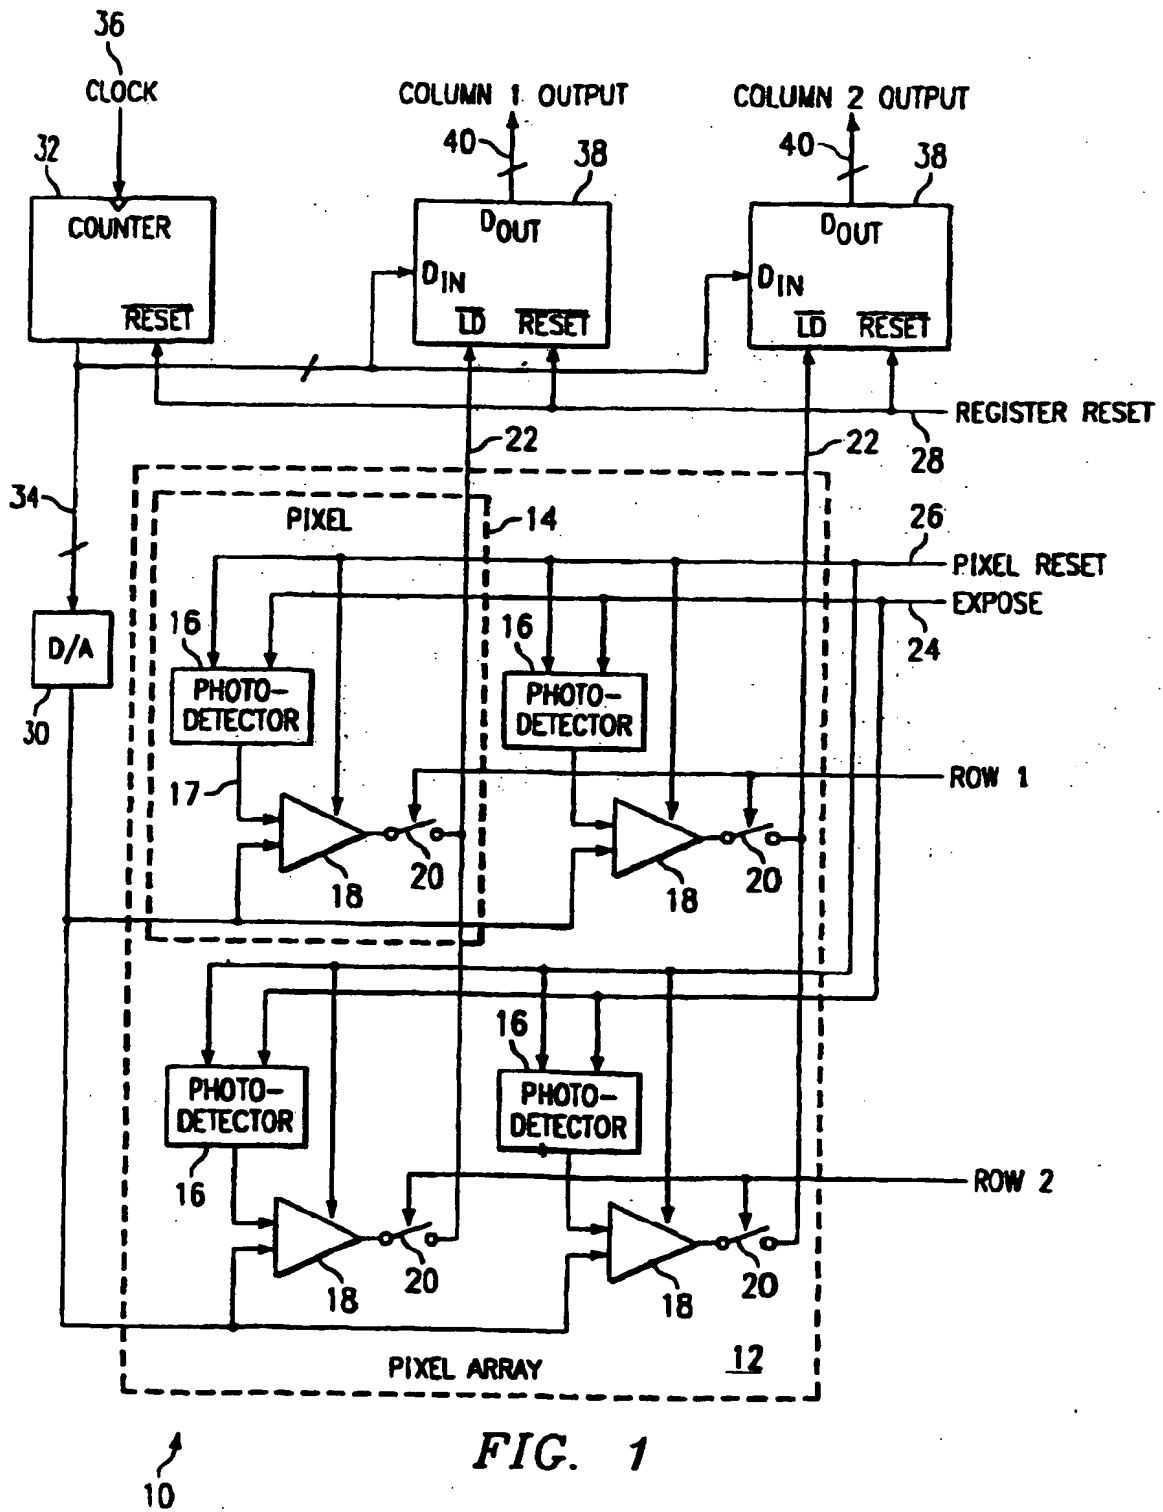 36
CLOCK
COLUMN 1 OUTPUT
COLUMN 2 OUTPUT
32
40
38
40
38
COUNTER
RESET
DOUT
DIN
LD RESET
DOUT
DIN
LD RESET
REGISTER RESET
28
22
22
34
PIXEL
14
26
PIXEL RESET
EXPOSE
24
D/A
30
16
PHOTO-
DETECTOR
16
PHOTO-
DETECTOR
17
ROW 1
18
20
18
20
PHOTO-
DETECTOR
16
16
PHOTO-
DETECTOR
ROW 2
18
20
18
20
PIXEL ARRAY
12
FIG. 1
10